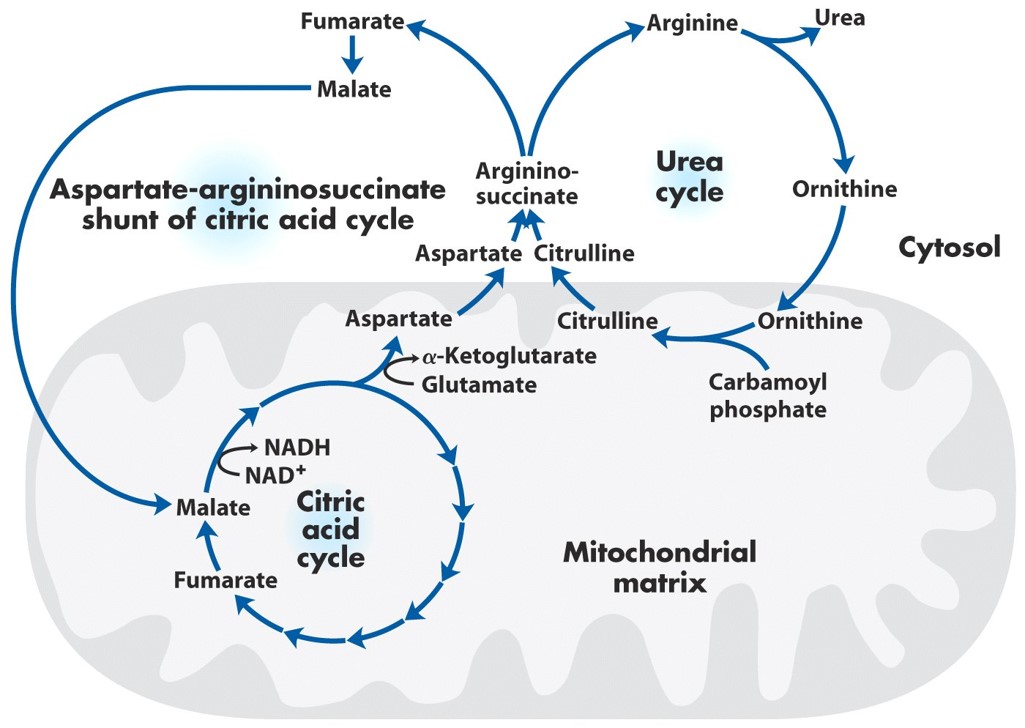 Fumarate
Arginine
Urea
Malate
Aspartate-argininosuccinate
shunt of citric acid cycle
Arginino-
succinate
Urea
cycle
Ornithine
Cytosol
Aspartate
Citrulline
Aspartate
Citrulline
Ornithine
α-Ketoglutarate
Glutamate
Carbamoyl
phosphate
NADH
NAD+
Malate
Citric
acid
cycle
Mitochondrial
matrix
Fumarate